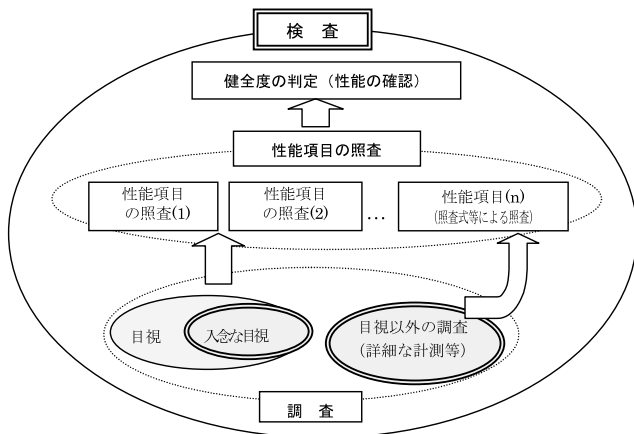 検　査
健全度の判定（性能の確認）
性能項目の照査
性能項目
の照査(1)
性能項目
の照査(2)
…
性能項目(n)
(照査式等による照査)
目視
入念な目視
目視以外の調査
(詳細な計測等)
調　査